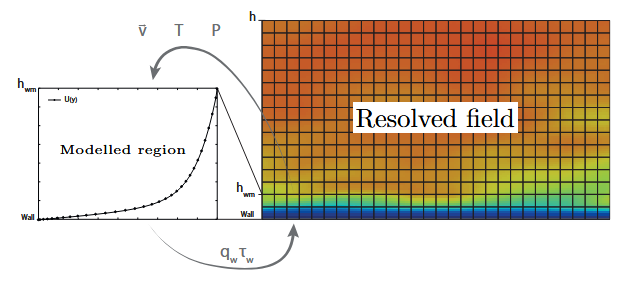 v⃗ T P
h
h_wm
U(y)
Modelled region
Resolved field
h_wm
Wall
Wall
q_w τ_w